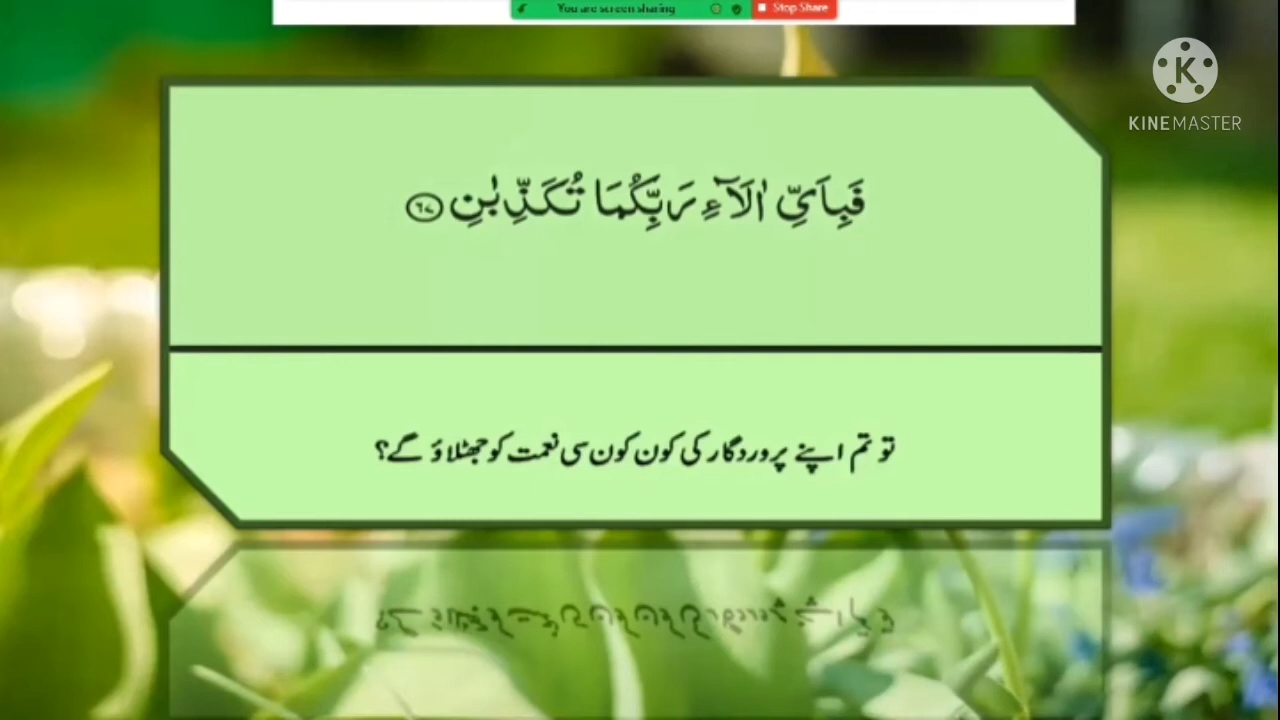 You are screen sharing Stop Share
KINEMASTER
فَبِاَيِّ اٰلَآءِ رَبِّكُمَا تُكَذِّبٰنِ ۶۷
تو تم اپنے پروردگار کی کون کون سی نعمت کو جھٹلاؤ گے؟